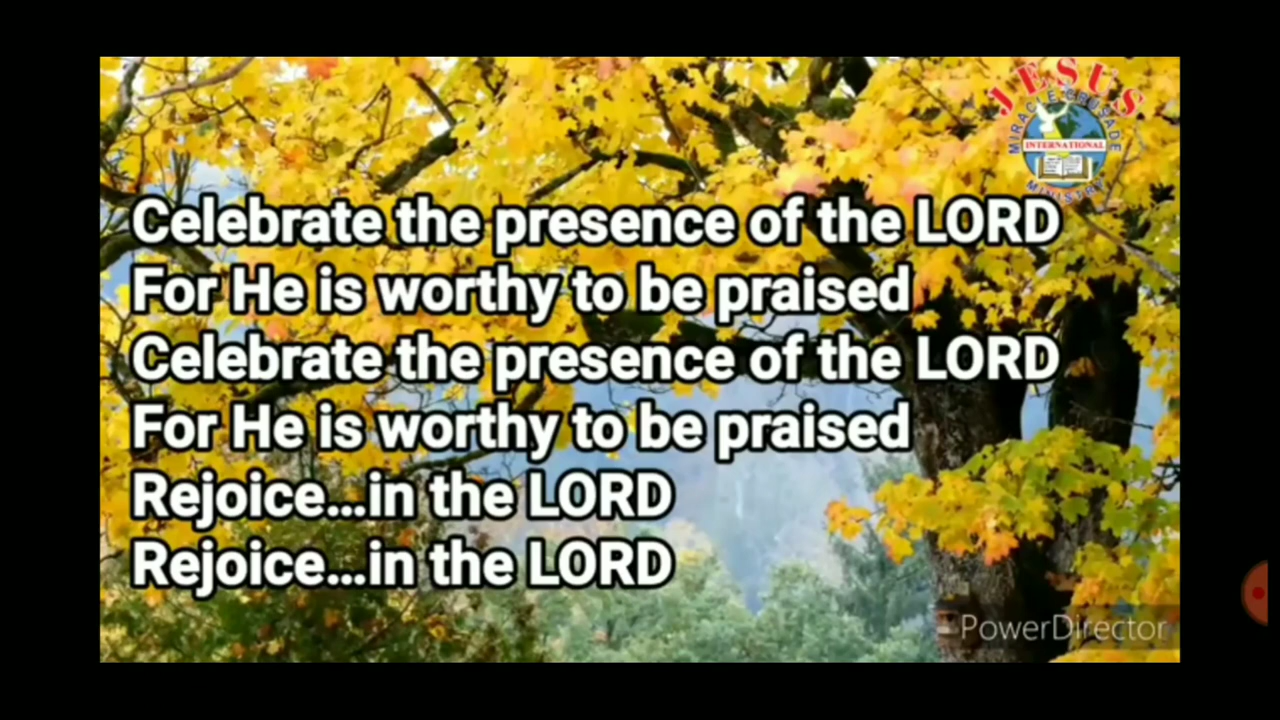 JESUS
MIRACLE CRUSADE
INTERNATIONAL
MINISTRY
Celebrate the presence of the LORD
For He is worthy to be praised
Celebrate the presence of the LORD
For He is worthy to be praised
Rejoice...in the LORD
Rejoice...in the LORD
PowerDirector